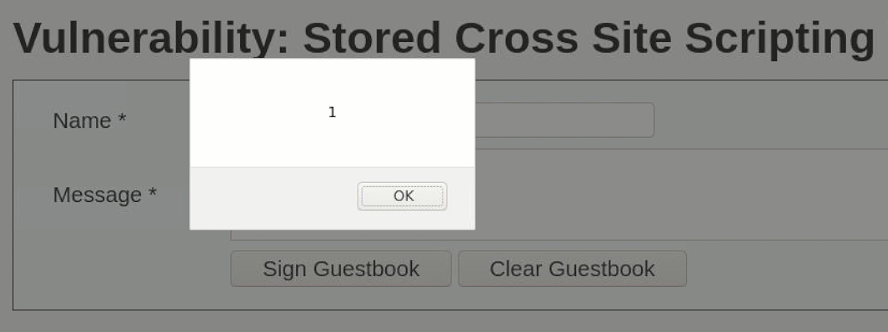 Vulnerability: Stored Cross Site Scripting
1
Name *
OK
Message *
Sign Guestbook Clear Guestbook